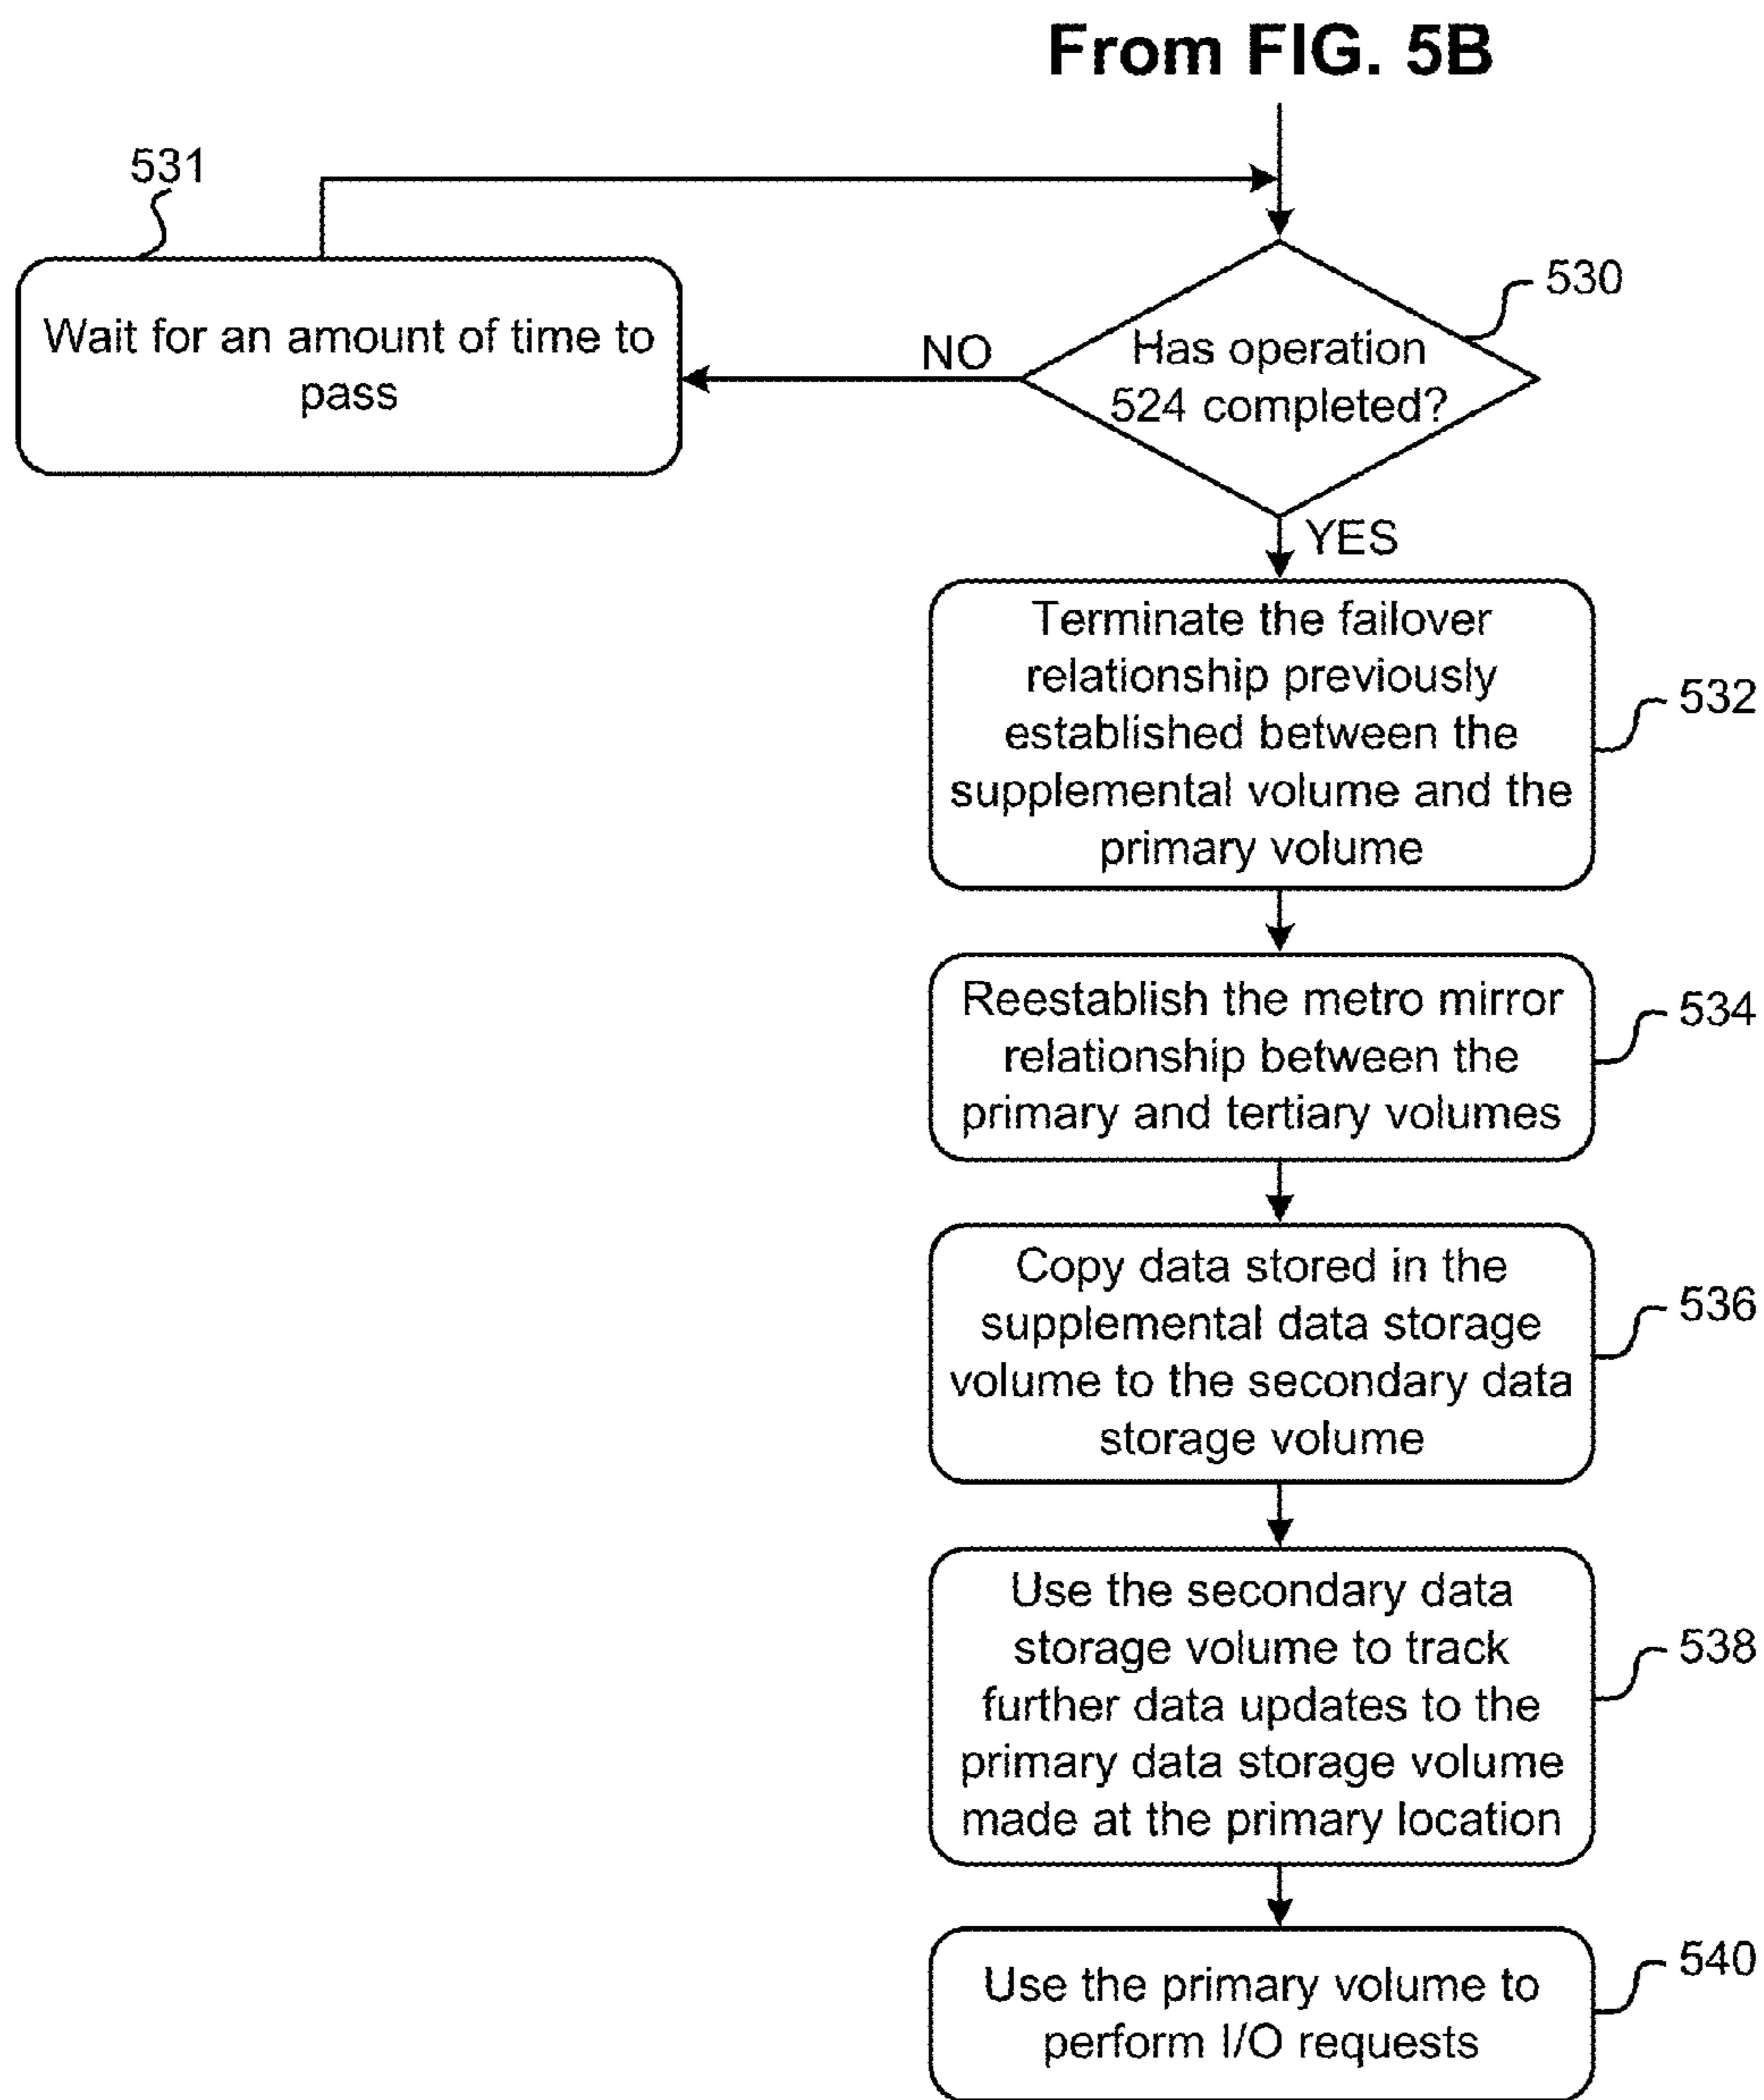 From FIG. 5B
531
Wait for an amount of time to
pass
NO
530
Has operation
524 completed?
YES
Terminate the failover
relationship previously
established between the
supplemental volume and the
primary volume
532
Reestablish the metro mirror
relationship between the
primary and tertiary volumes
534
Copy data stored in the
supplemental data storage
volume to the secondary data
storage volume
536
Use the secondary data
storage volume to track
further data updates to the
primary data storage volume
made at the primary location
538
Use the primary volume to
perform I/O requests
540